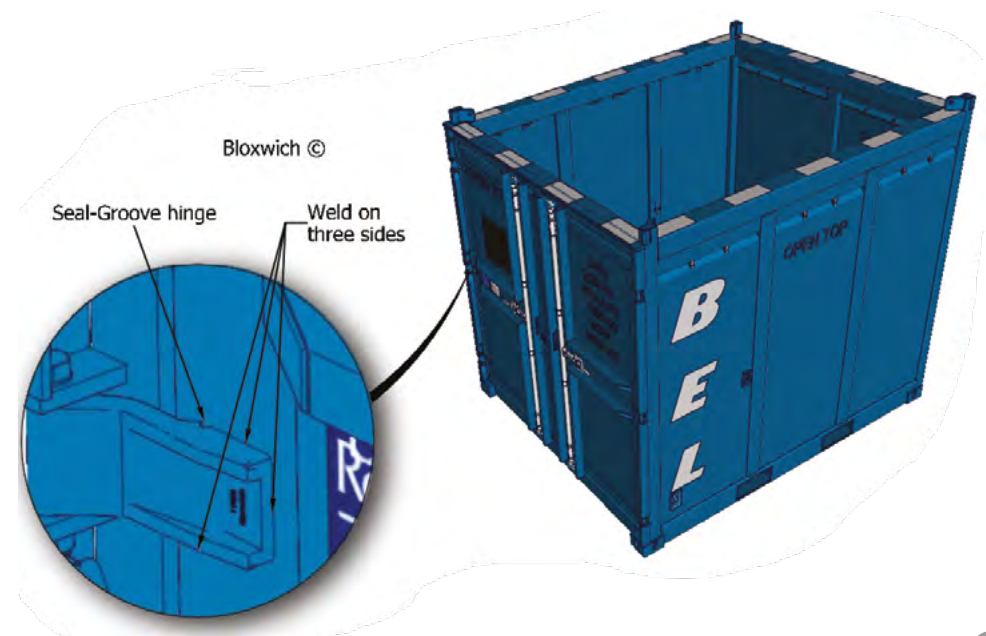 Bloxwich ©
Seal-Groove hinge
Weld on
three sides
OPEN TOP
B
E
L